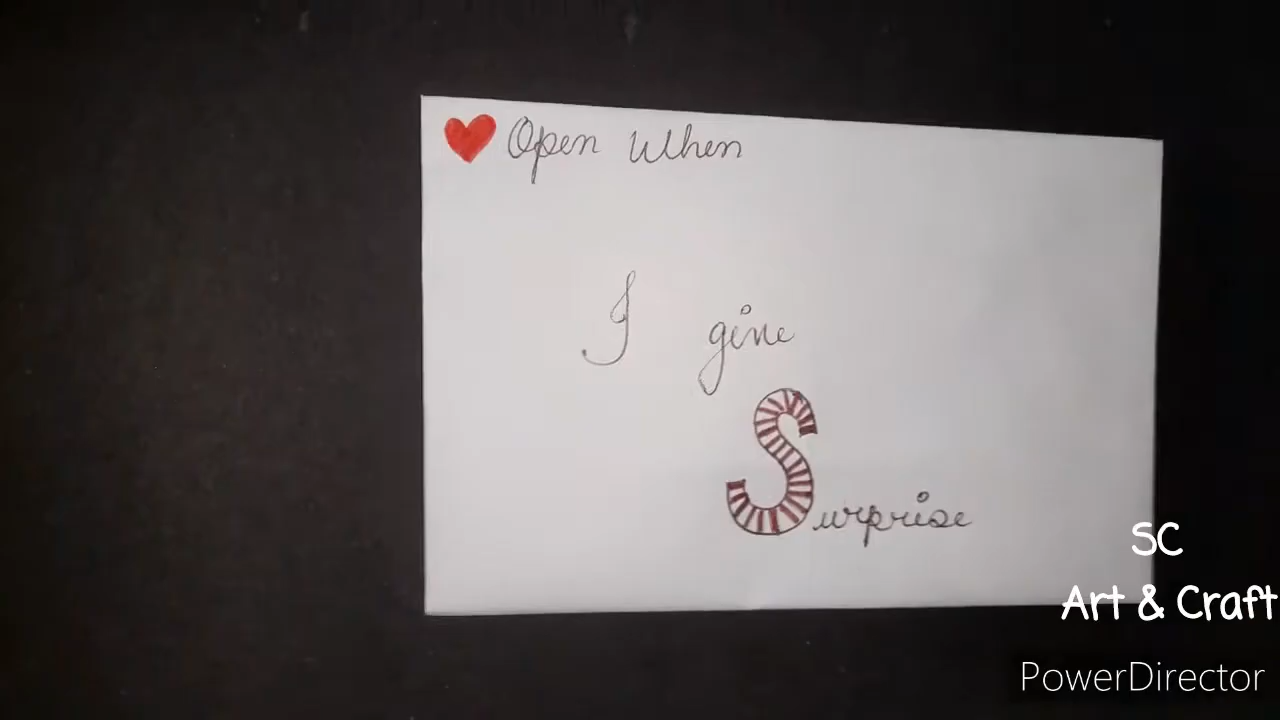 Open When
I give
Surprise
SC
Art & Craft
PowerDirector